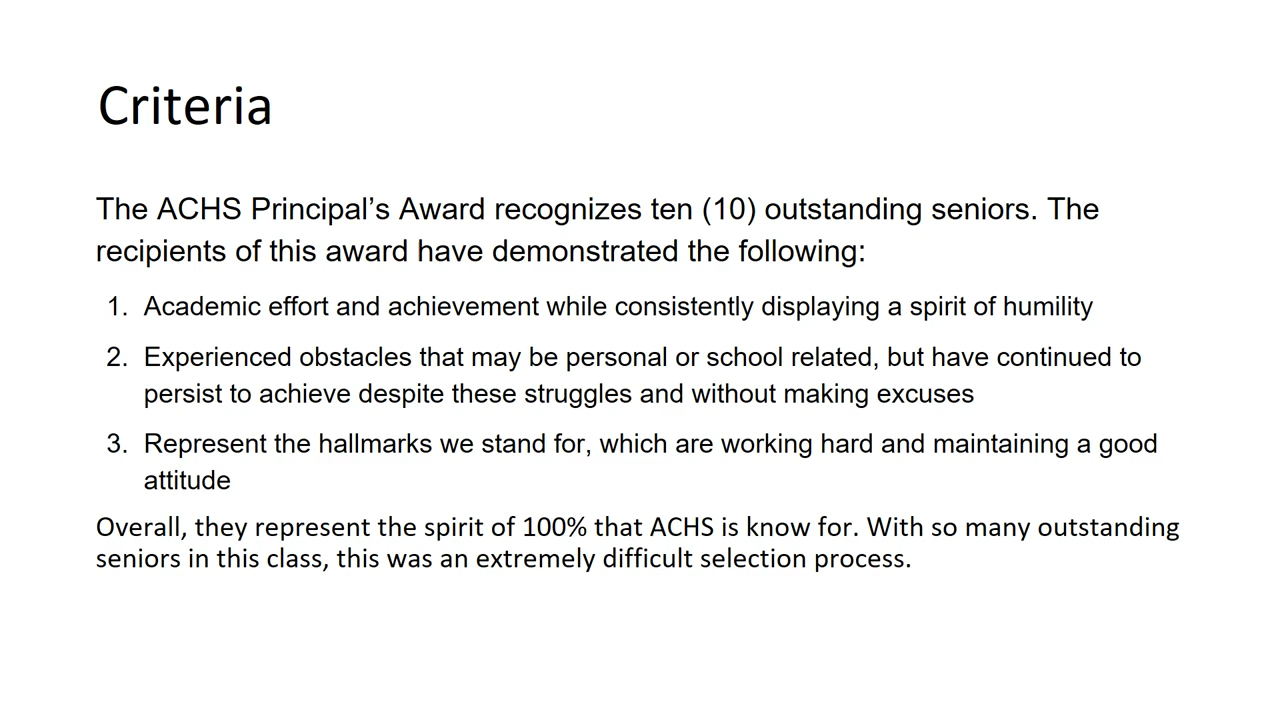 Criteria
The ACHS Principal’s Award recognizes ten (10) outstanding seniors. The
recipients of this award have demonstrated the following:
1. Academic effort and achievement while consistently displaying a spirit of humility
2. Experienced obstacles that may be personal or school related, but have continued to
persist to achieve despite these struggles and without making excuses
3. Represent the hallmarks we stand for, which are working hard and maintaining a good
attitude
Overall, they represent the spirit of 100% that ACHS is know for. With so many outstanding
seniors in this class, this was an extremely difficult selection process.